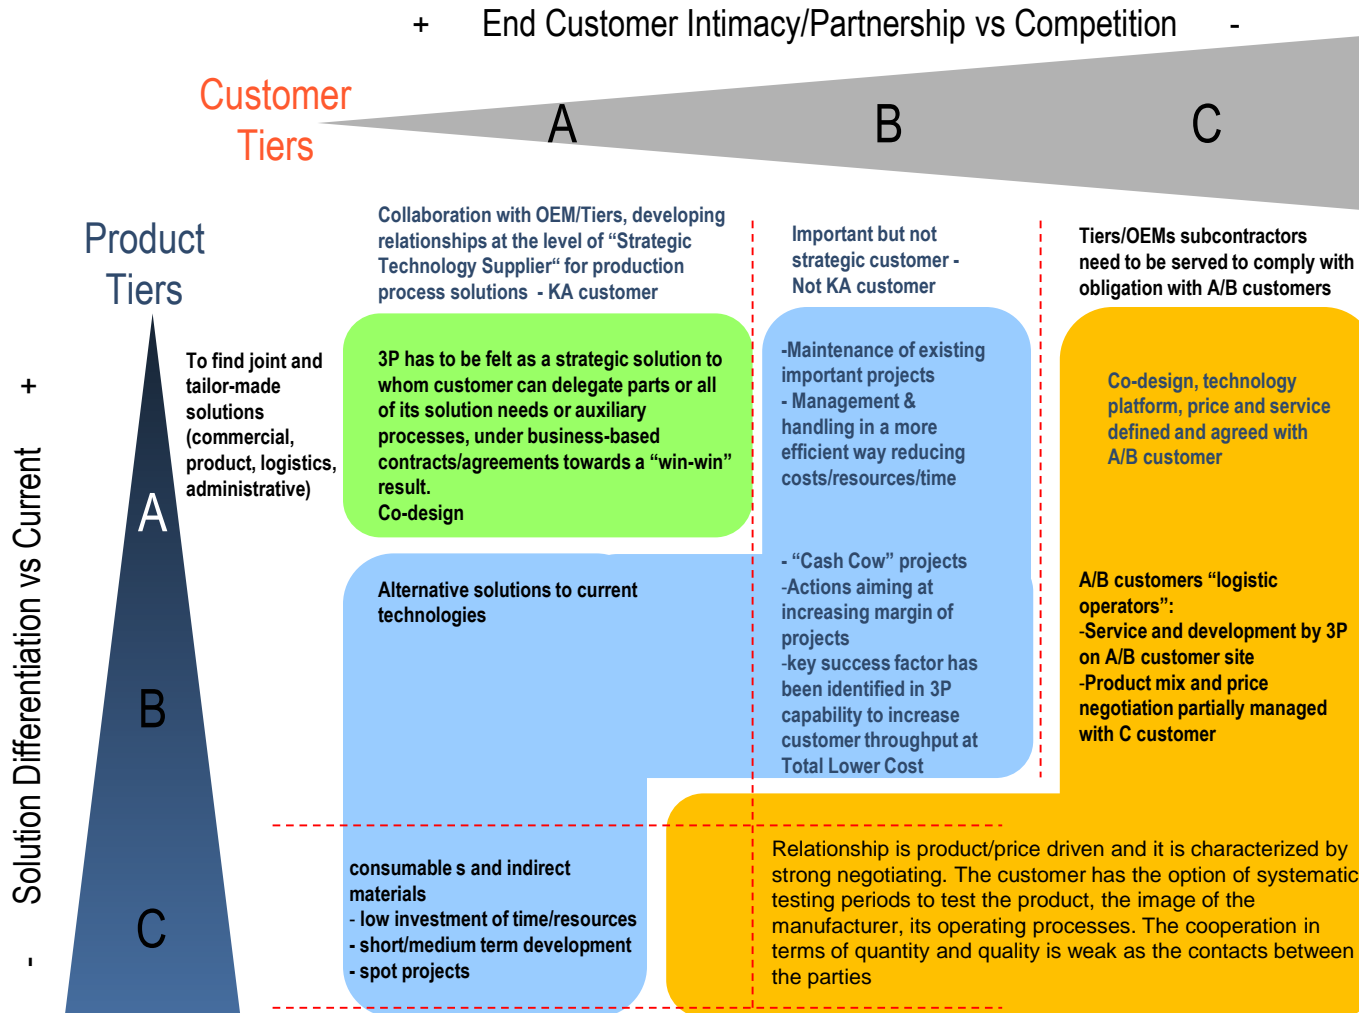 + End Customer Intimacy/Partnership vs Competition -
Customer
Tiers
A
B
C
Product
Tiers
Collaboration with OEM/Tiers, developing
relationships at the level of “Strategic
Technology Supplier“ for production
process solutions - KA customer
Important but not
strategic customer -
Not KA customer
Tiers/OEMs subcontractors
need to be served to comply with
obligation with A/B customers
- Solution Differentiation vs Current +
A
B
C
To find joint and
tailor-made
solutions
(commercial,
product, logistics,
administrative)
3P has to be felt as a strategic solution to
whom customer can delegate parts or all
of its solution needs or auxiliary
processes, under business-based
contracts/agreements towards a “win-win”
result.
Co-design
-Maintenance of existing
important projects
- Management &
handling in a more
efficient way reducing
costs/resources/time
Co-design, technology
platform, price and service
defined and agreed with
A/B customer
Alternative solutions to current
technologies
- “Cash Cow” projects
-Actions aiming at
increasing margin of
projects
-key success factor has
been identified in 3P
capability to increase
customer throughput at
Total Lower Cost
A/B customers “logistic
operators”:
-Service and development by 3P
on A/B customer site
-Product mix and price
negotiation partially managed
with C customer
consumable s and indirect
materials
- low investment of time/resources
- short/medium term development
- spot projects
Relationship is product/price driven and it is characterized by
strong negotiating. The customer has the option of systematic
testing periods to test the product, the image of the
manufacturer, its operating processes. The cooperation in
terms of quantity and quality is weak as the contacts between
the parties